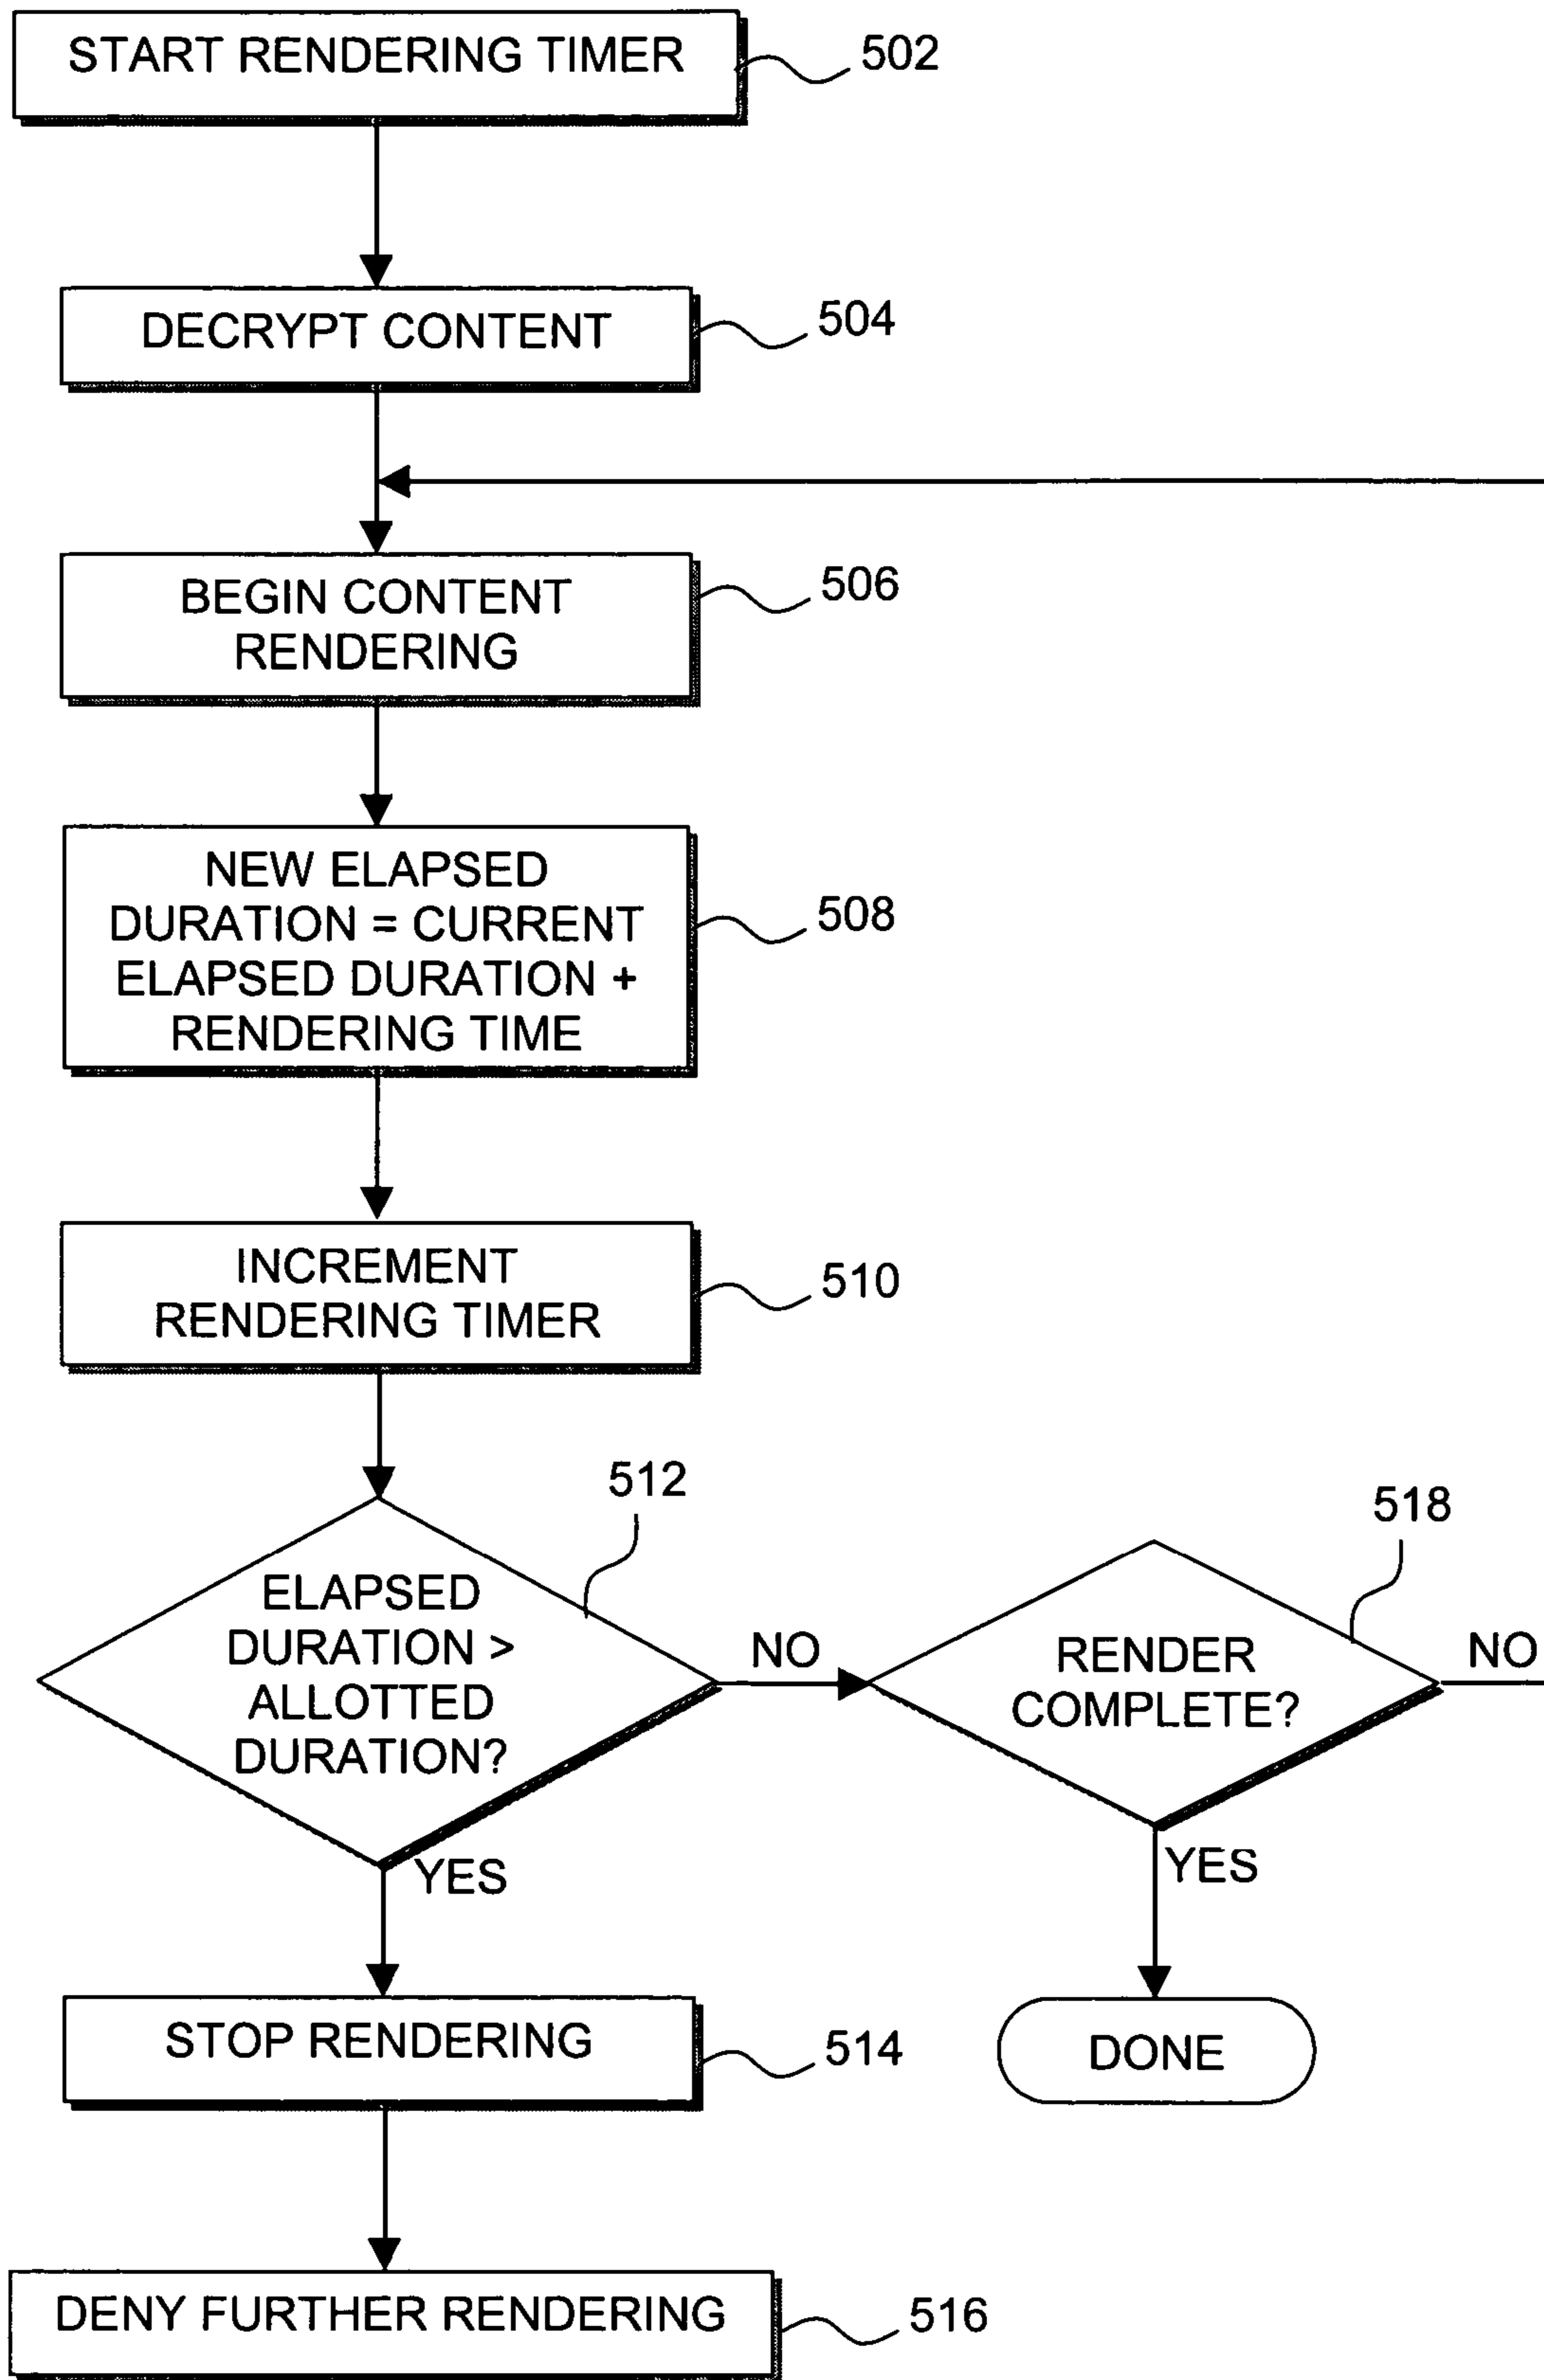 START RENDERING TIMER
502
DECRYPT CONTENT
504
BEGIN CONTENT
RENDERING
506
NEW ELAPSED
DURATION = CURRENT
ELAPSED DURATION +
RENDERING TIME
508
INCREMENT
RENDERING TIMER
510
512
ELAPSED
DURATION >
ALLOTTED
DURATION?
NO
518
RENDER
COMPLETE?
NO
YES
YES
STOP RENDERING
514
DONE
DENY FURTHER RENDERING
516